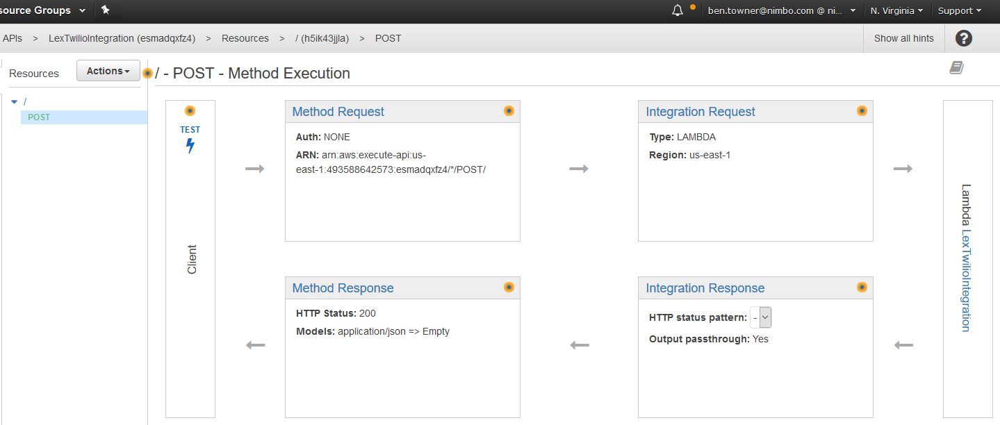 source Groups
ben.towner@nimbo.com @ ni... N. Virginia Support
APIs > LexTwilioIntegration (esmadqxfz4) > Resources > / (h5ik43jjla) > POST Show all hints ?
Resources Actions / - POST - Method Execution
/
POST
TEST
Client
Method Request
Auth: NONE
ARN: arn:aws:execute-api:us-
east-1:493588642573:esmadqxfz4/*/POST/
Integration Request
Type: LAMBDA
Region: us-east-1
Lambda LexTwilioIntegration
Method Response
HTTP Status: 200
Models: application/json => Empty
Integration Response
HTTP status pattern: -
Output passthrough: Yes